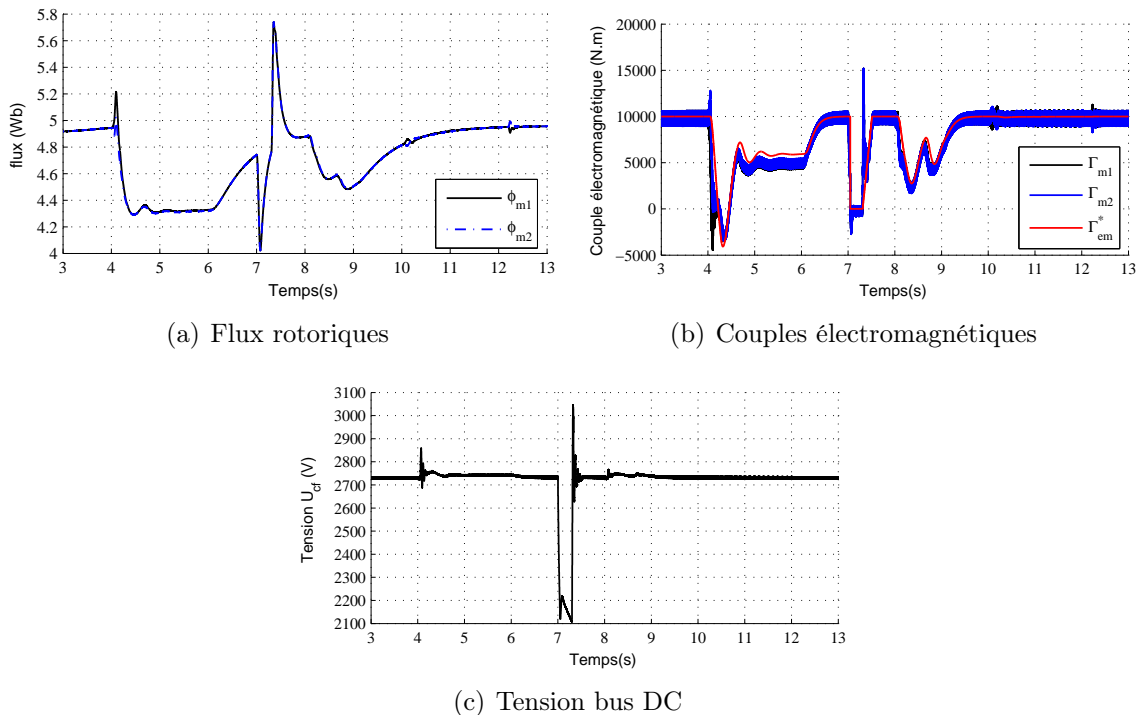 5.8
5.6
5.4
5.2
5
4.8
4.6
4.4
4.2
4
flux (Wb)
3 4 5 6 7 8 9 10 11 12 13
Temps(s)
ϕm1
ϕm2
(a) Flux rotoriques
20000
15000
10000
5000
0
−5000
Couple électromagnétique (N.m)
3 4 5 6 7 8 9 10 11 12 13
Temps(s)
Γm1
Γm2
Γ*em
(b) Couples électromagnétiques
3100
3000
2900
2800
2700
2600
2500
2400
2300
2200
2100
Tension Ucf (V)
3 4 5 6 7 8 9 10 11 12 13
Temps(s)
(c) Tension bus DC